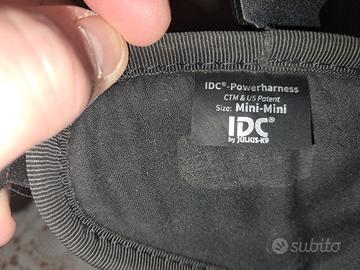 IDC®-Powerharness
CTM & US Patent
Size: Mini-Mini
IDC®
by JULIUS-K9
subito